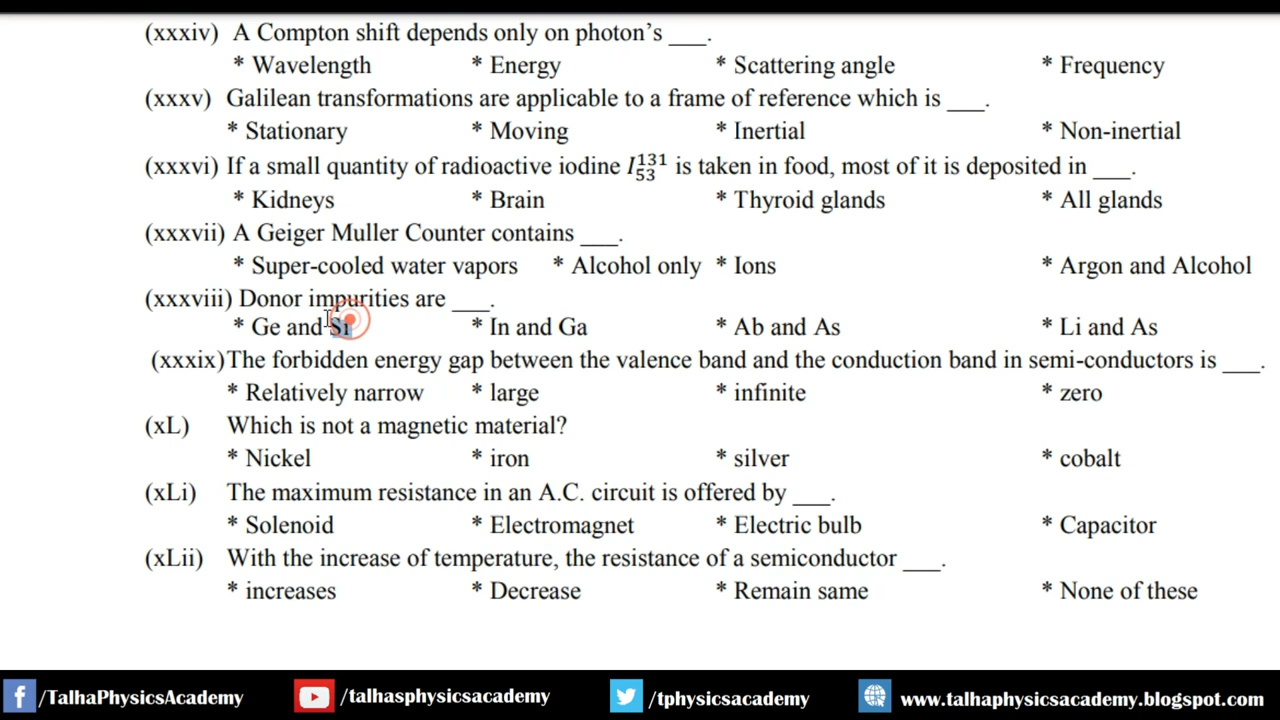 (xxxiv) A Compton shift depends only on photon’s ___.
* Wavelength * Energy * Scattering angle * Frequency
(xxxv) Galilean transformations are applicable to a frame of reference which is ___.
* Stationary * Moving * Inertial * Non-inertial
(xxxvi) If a small quantity of radioactive iodine I₅₃¹³¹ is taken in food, most of it is deposited in ___.
* Kidneys * Brain * Thyroid glands * All glands
(xxxvii) A Geiger Muller Counter contains ___.
* Super-cooled water vapors * Alcohol only * Ions * Argon and Alcohol
(xxxviii) Donor impurities are ___.
* Ge and Si * In and Ga * Ab and As * Li and As
(xxxix) The forbidden energy gap between the valence band and the conduction band in semi-conductors is ___.
* Relatively narrow * large * infinite * zero
(xL) Which is not a magnetic material?
* Nickel * iron * silver * cobalt
(xLi) The maximum resistance in an A.C. circuit is offered by ___.
* Solenoid * Electromagnet * Electric bulb * Capacitor
(xLii) With the increase of temperature, the resistance of a semiconductor ___.
* increases * Decrease * Remain same * None of these
/TalhaPhysicsAcademy /talhasphysicsacademy /tphysicsacademy www.talhaphysicsacademy.blogspot.com